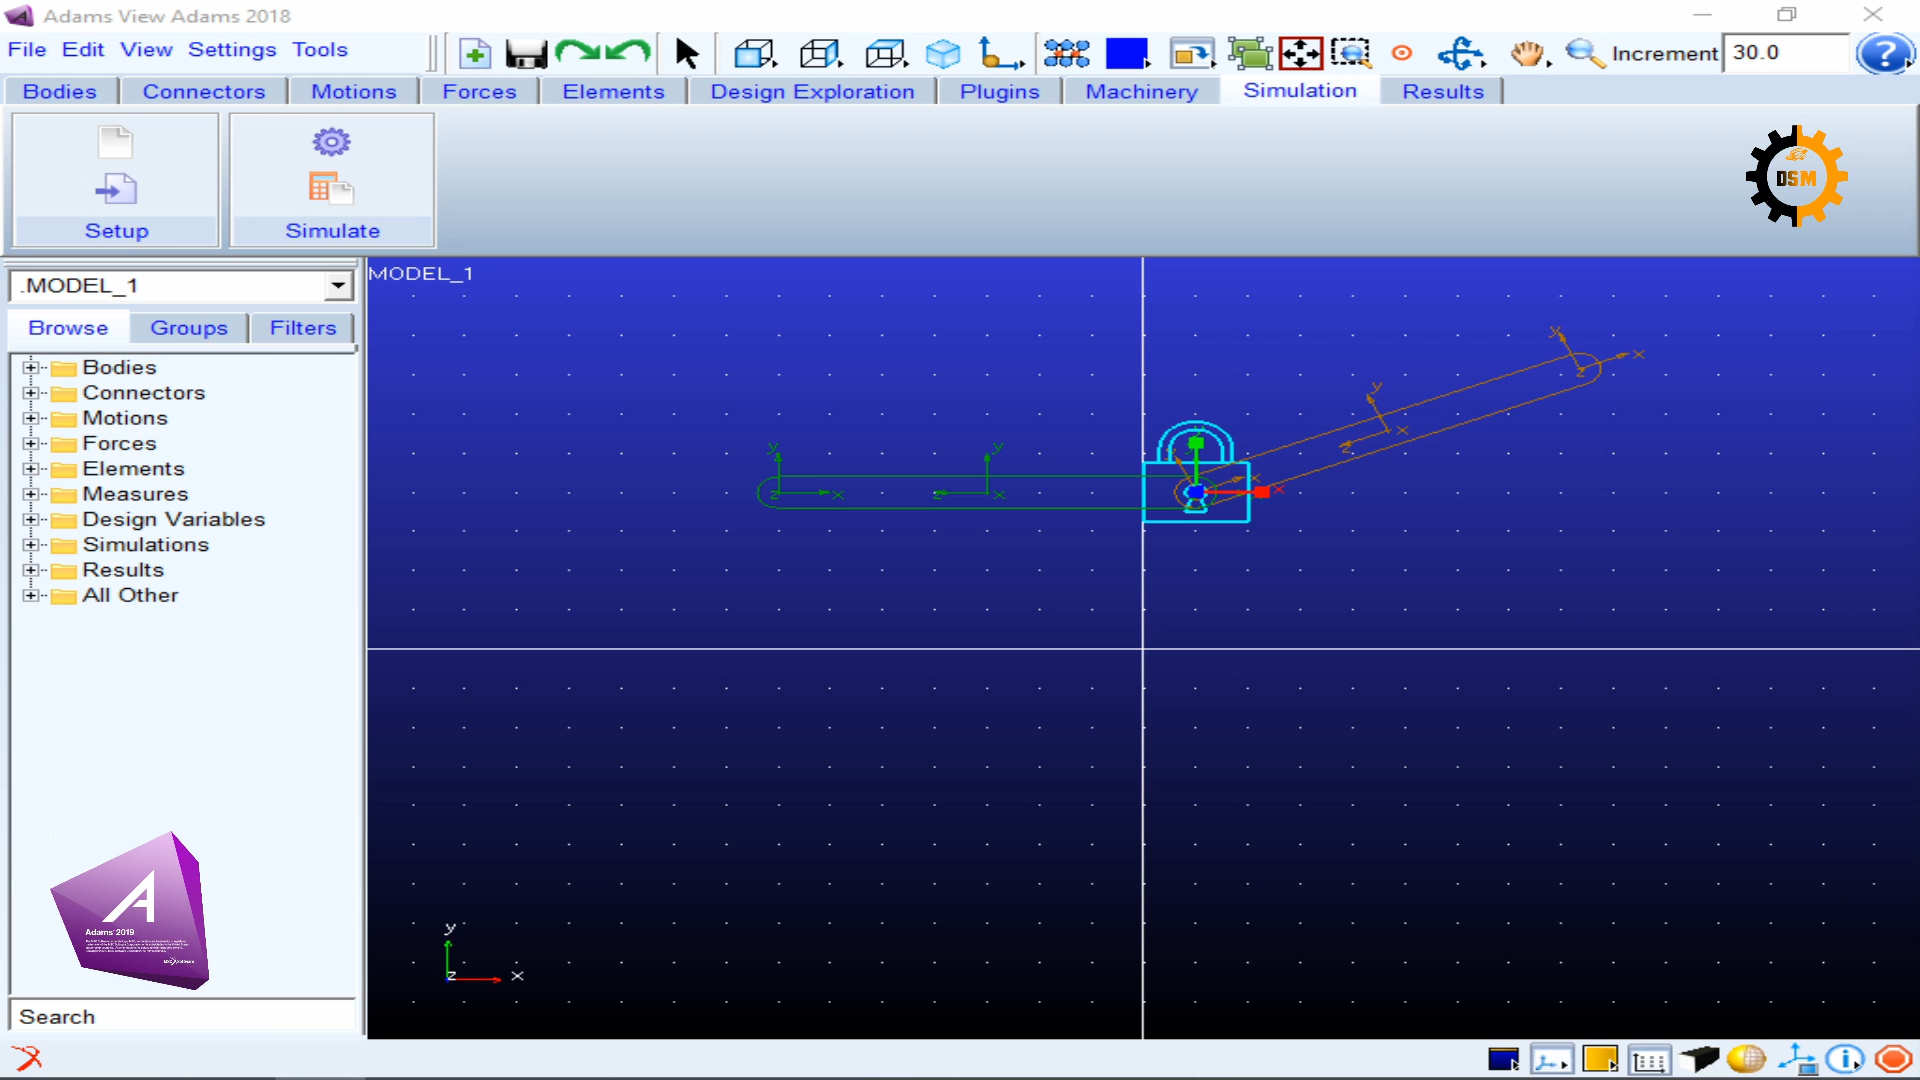 Adams View Adams 2018
File Edit View Settings Tools
Increment 30.0
Bodies Connectors Motions Forces Elements Design Exploration Plugins Machinery Simulation Results
DSM
Setup Simulate
.MODEL_1
MODEL_1
Browse Groups Filters
Bodies
Connectors
Motions
Forces
Elements
Measures
Design Variables
Simulations
Results
All Other
y x z
y x z
y x z
y x z
x
x
A
Adams 2019
y
z x
Search